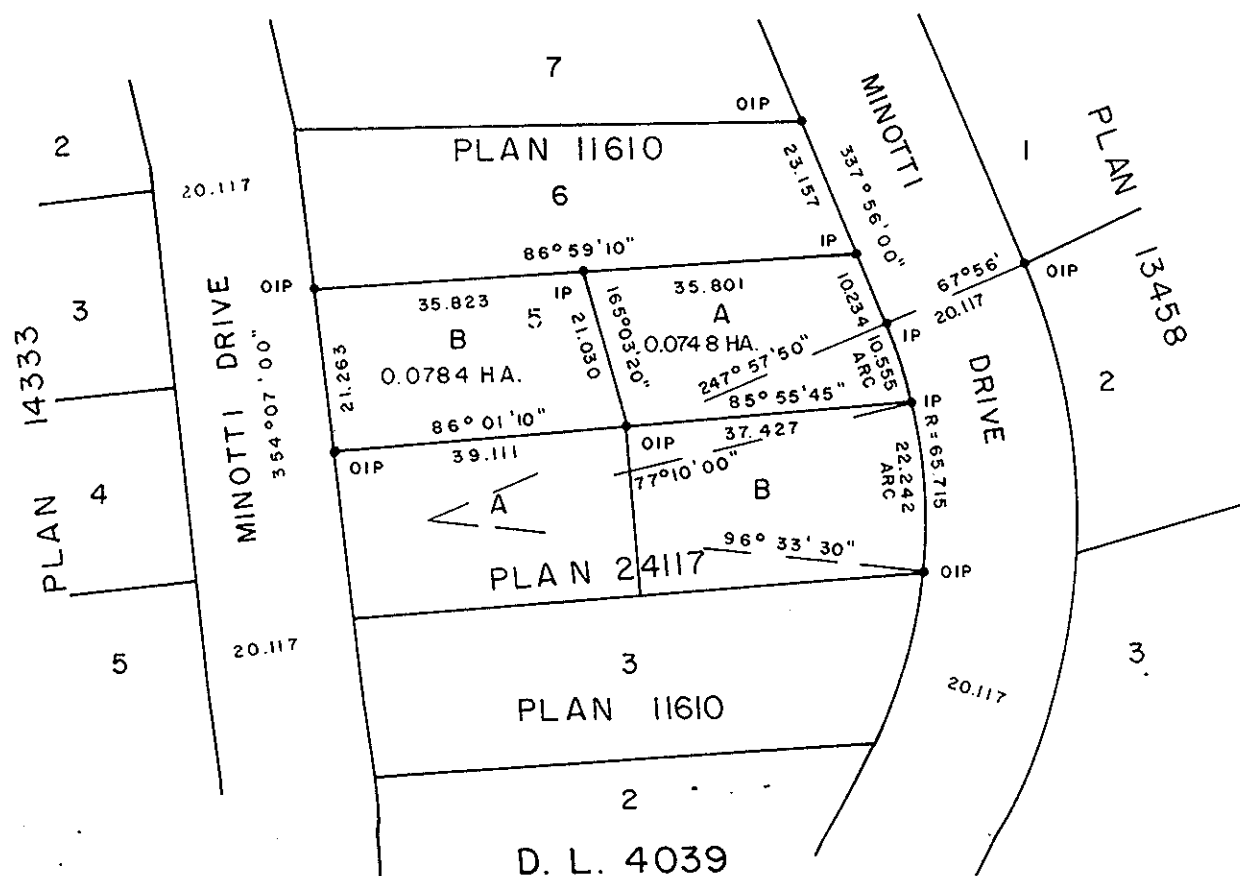 7
OIP
MINOTTI
PLAN 11610
1
PLAN
2
20.117
23.157
337°56'00"
6
86°59'10"
IP
OIP
67°56'
20.117
OIP
13458
3
MINOTTI DRIVE
354°07'00"
35.823
IP
5
B
0.0784 HA.
21.263
165°03'20"
21.030
35.801
A
0.0748 HA.
10.234
IP
10.555
ARC
247°57'50"
DRIVE
2
PLAN 14333
86°01'10"
39.111
OIP
OIP
85°55'45"
37.427
IP
R=65.715
22.242
ARC
77°10'00"
4
A
B
96°33'30"
OIP
PLAN 24117
5
20.117
3
3.
20.117
PLAN 11610
2
D. L. 4039